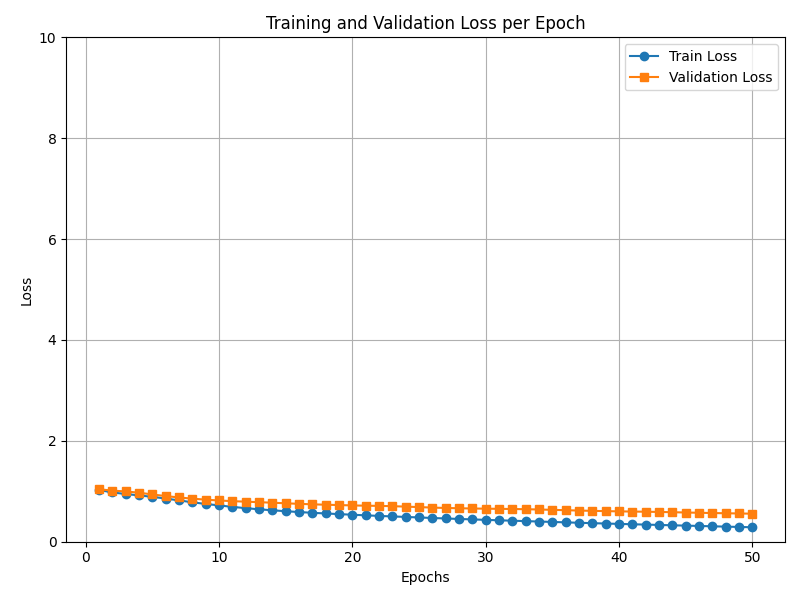 Training and Validation Loss per Epoch
10
8
6
4
2
0
Loss
Train Loss
Validation Loss
0 10 20 30 40 50
Epochs